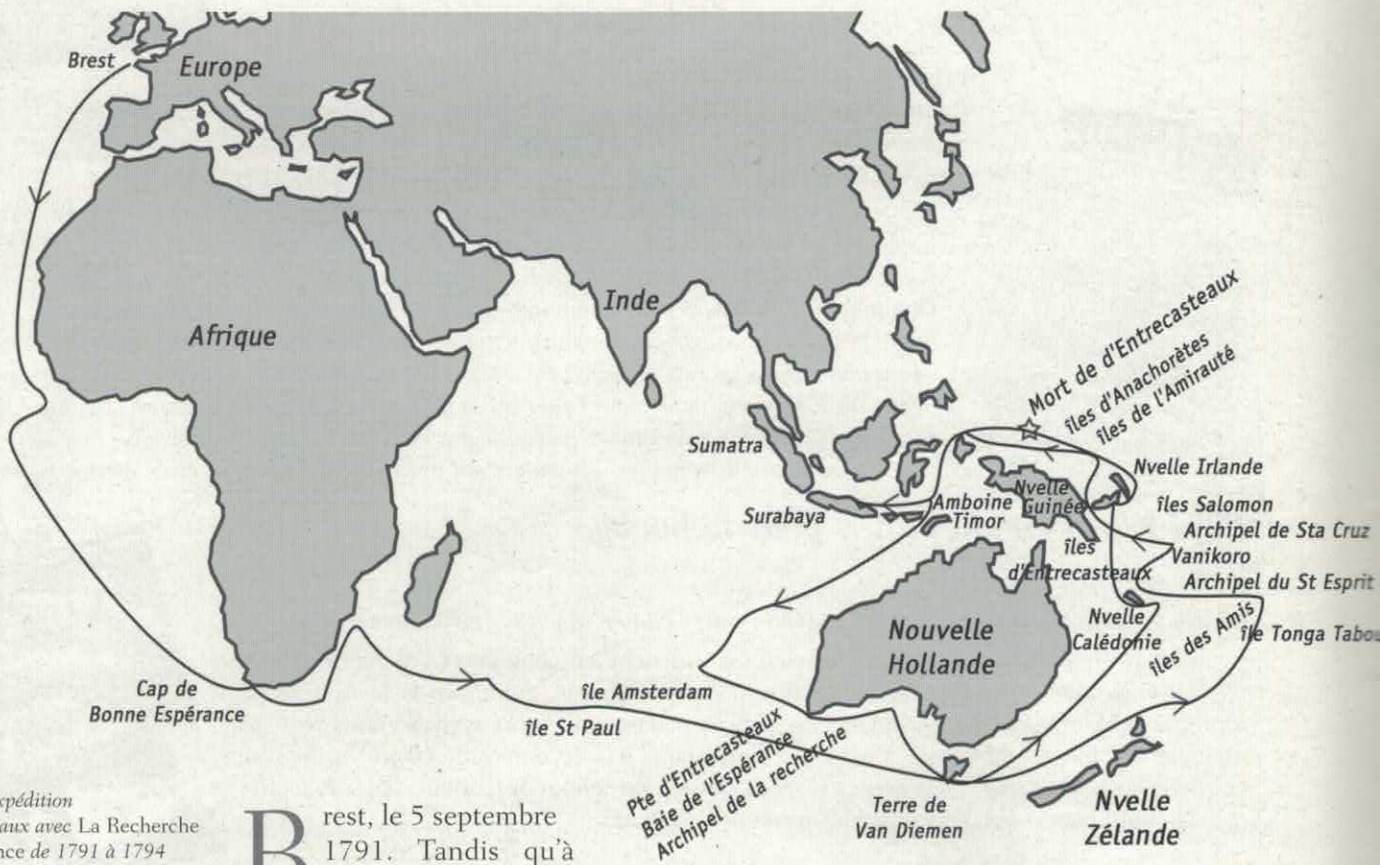 Brest
Europe
Afrique
Inde
Mort de d'Entrecasteaux
îles d'Anachorètes
îles de l'Amirauté
Sumatra
Nvelle Irlande
Surabaya
Amboine
Timor
Nvelle
Guinée
îles Salomon
Archipel de Sta Cruz
Vanikoro
îles
d'Entrecasteaux
Archipel du St Esprit
Nouvelle
Hollande
Nvelle
Calédonie
îles des Amis
île Tonga
Cap de
Bonne Espérance
île Amsterdam
île St Paul
Pte d'Entrecasteaux
Baie de l'Espérance
Archipel de la recherche
Terre de
Van Diemen
Nvelle
Zélande
avec La Recherche
de 1791 à 1794
Brest, le 5 septembre
1791. Tandis qu'à